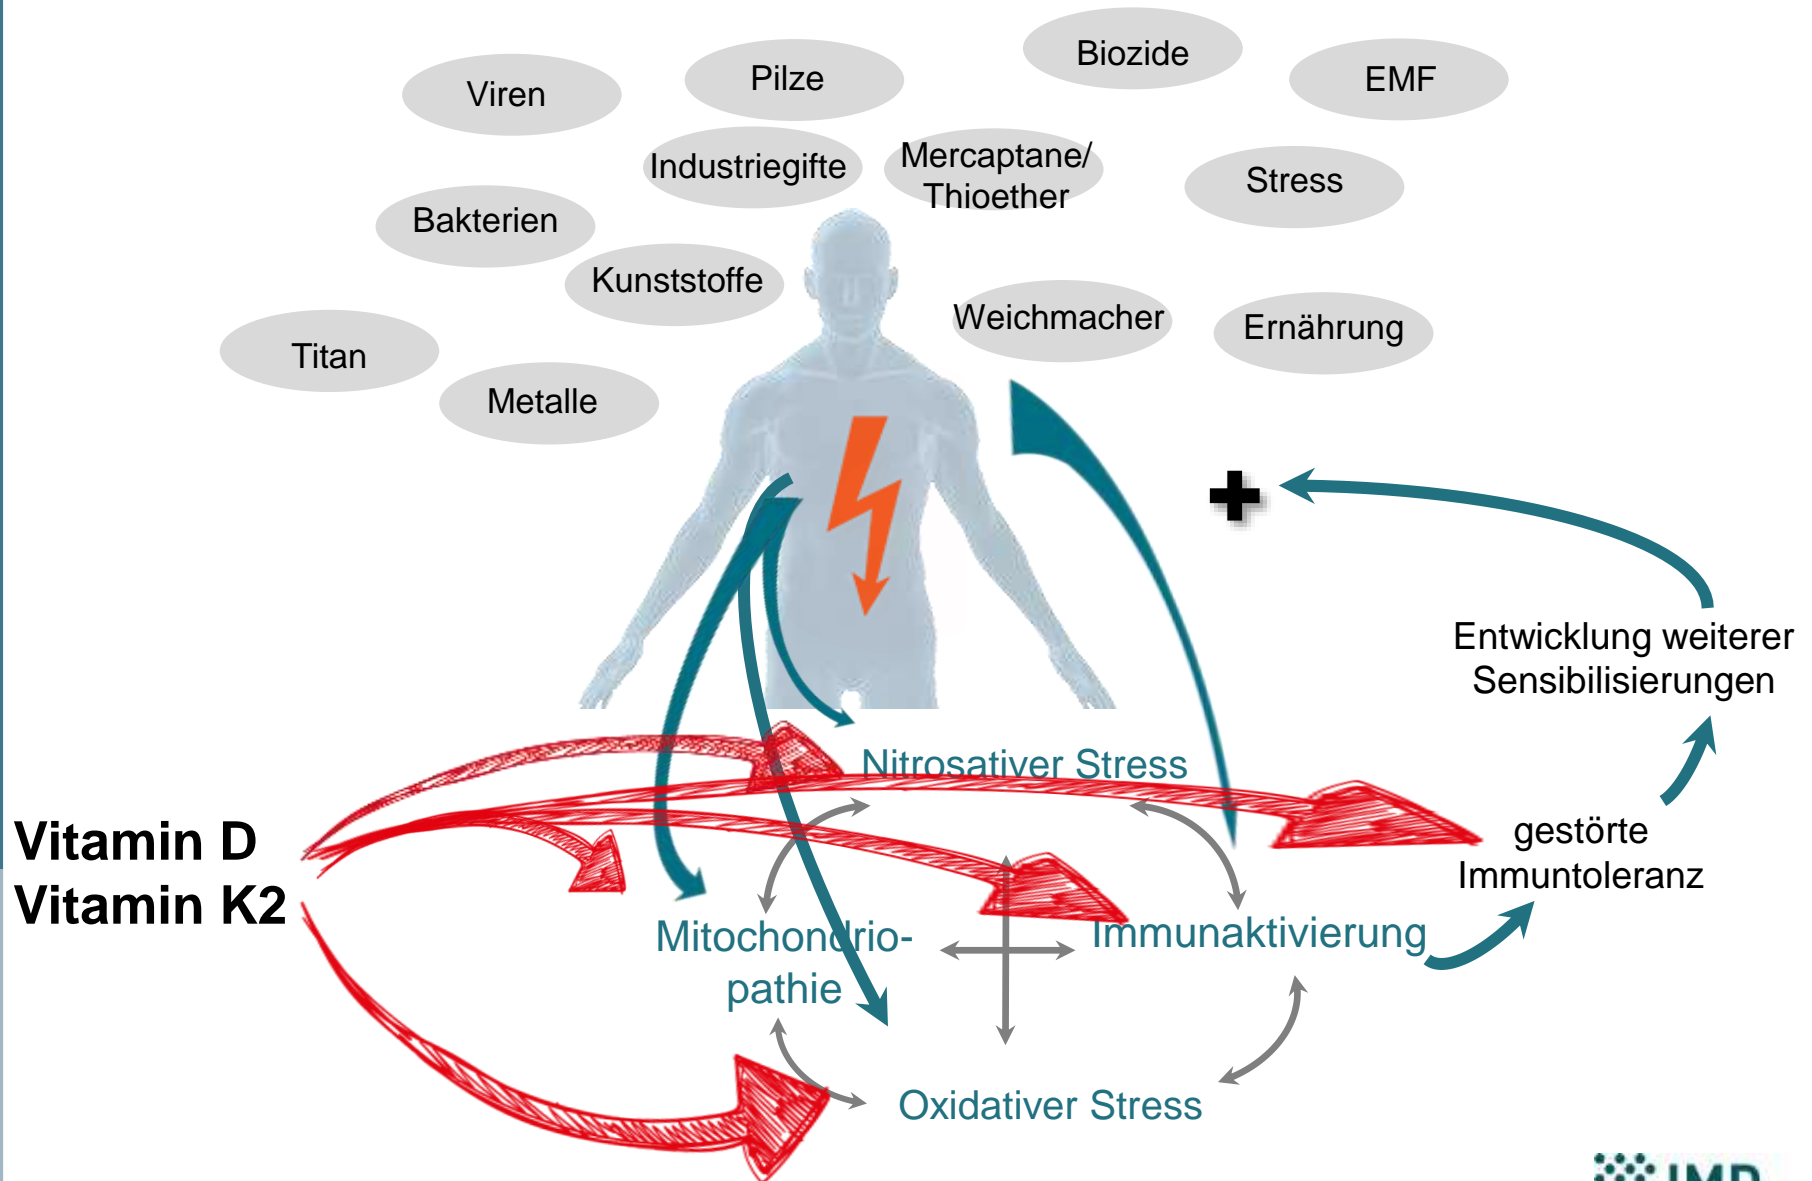 Viren
Pilze
Biozide
EMF
Industriegifte
Mercaptane/
Thioether
Stress
Bakterien
Kunststoffe
Weichmacher
Ernährung
Titan
Metalle
Entwicklung weiterer
Sensibilisierungen
Nitrosativer Stress
Vitamin D
Vitamin K2
gestörte
Immuntoleranz
Mitochondrio-
pathie
Immunaktivierung
Oxidativer Stress
IMD